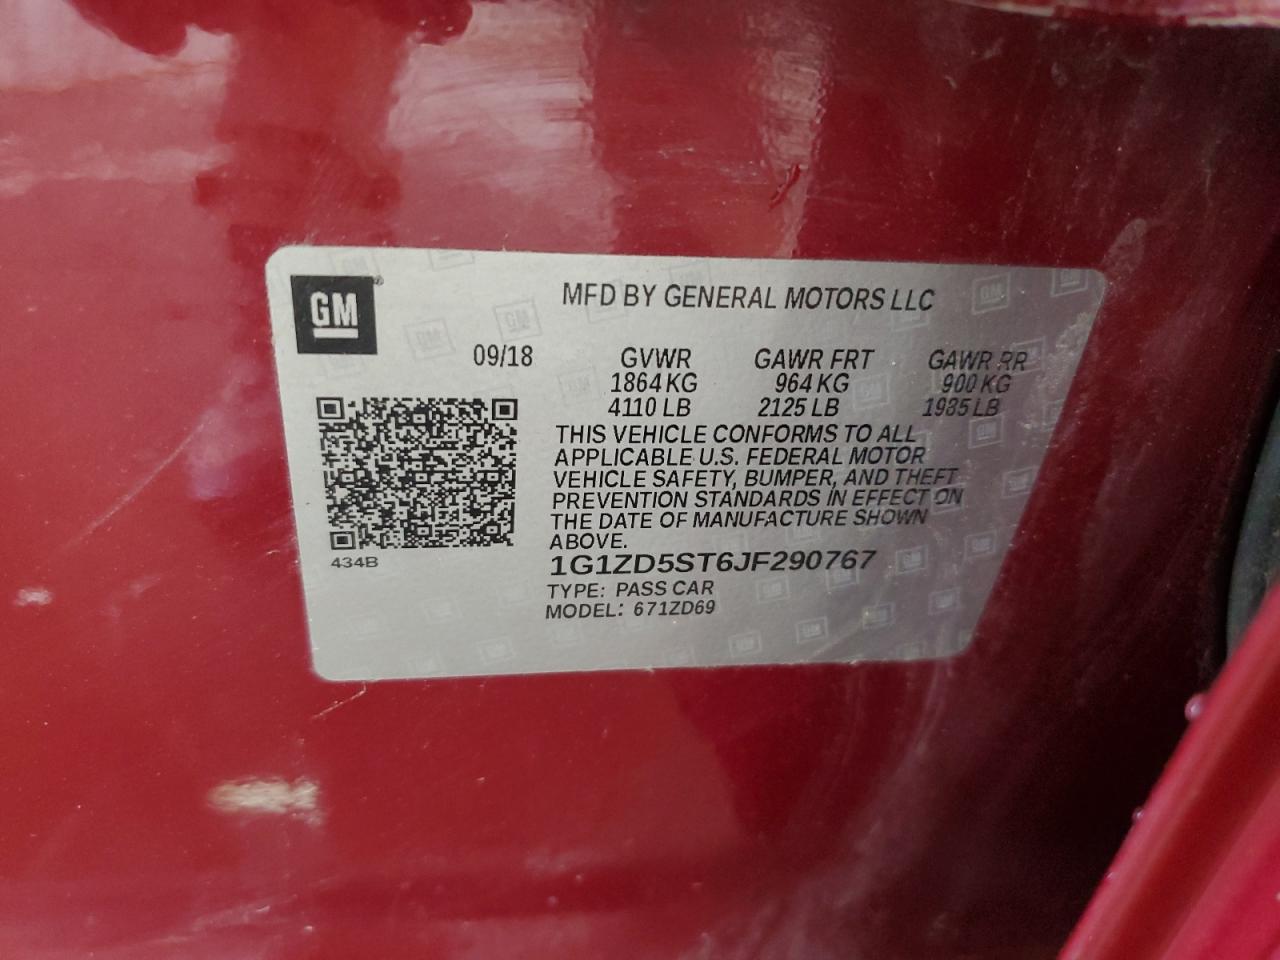 GM
MFD BY GENERAL MOTORS LLC
09/18 GVWR GAWR FRT GAWR RR
1864 KG 964 KG 900 KG
4110 LB 2125 LB 1985 LB
THIS VEHICLE CONFORMS TO ALL
APPLICABLE U.S. FEDERAL MOTOR
VEHICLE SAFETY, BUMPER, AND THEFT
PREVENTION STANDARDS IN EFFECT ON
THE DATE OF MANUFACTURE SHOWN
ABOVE.
434B
1G1ZD5ST6JF290767
TYPE: PASS CAR
MODEL: 671ZD69